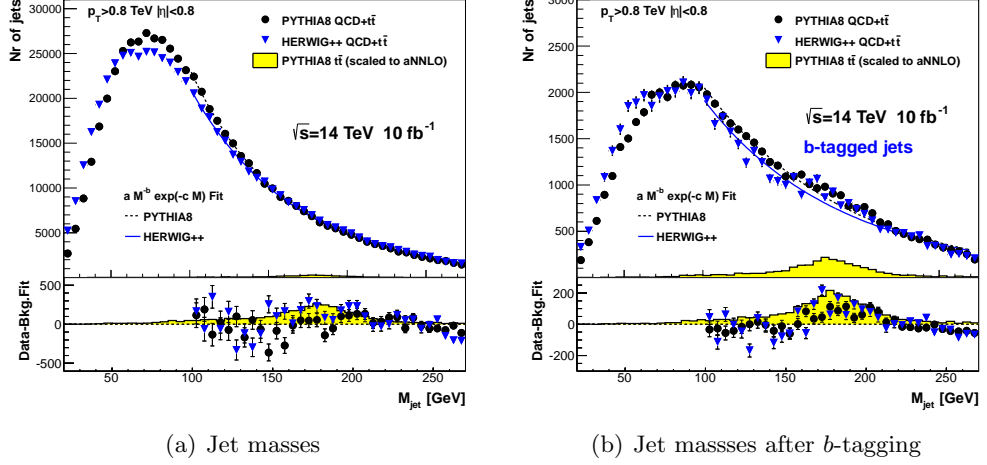 p_T>0.8 TeV |η|<0.8
Nr of jets
30000
25000
20000
15000
10000
5000
PYTHIA8 QCD+tt̄
HERWIG++ QCD+tt̄
PYTHIA8 tt̄ (scaled to aNNLO)
√s=14 TeV 10 fb⁻¹
a M⁻ᵇ exp(-c M) Fit
PYTHIA8
HERWIG++
Data-Bkg.Fit
500
0
-500
50 100 150 200 250
M_jet [GeV]
(a) Jet masses
p_T>0.8 TeV |η|<0.8
Nr of jets
3000
2500
2000
1500
1000
500
PYTHIA8 QCD+tt̄
HERWIG++ QCD+tt̄
PYTHIA8 tt̄ (scaled to aNNLO)
√s=14 TeV 10 fb⁻¹
b-tagged jets
a M⁻ᵇ exp(-c M) Fit
PYTHIA8
HERWIG++
Data-Bkg.Fit
200
0
-200
50 100 150 200 250
M_jet [GeV]
(b) Jet massses after b-tagging